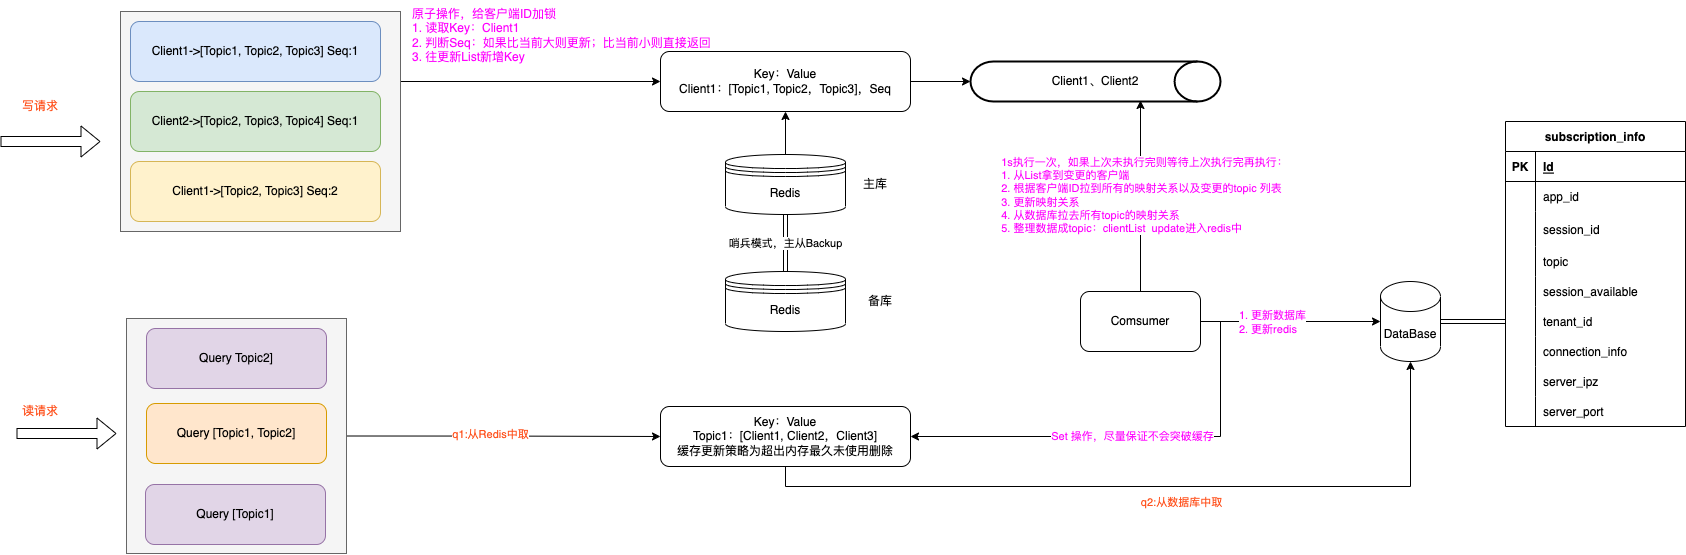 写请求
Client1->[Topic1, Topic2, Topic3] Seq:1
Client2->[Topic2, Topic3, Topic4] Seq:1
Client1->[Topic2, Topic3] Seq:2
原子操作，给客户端ID加锁
1. 读取Key：Client1
2. 判断Seq：如果比当前大则更新；比当前小则直接返回
3. 往更新List新增Key
Key：Value
Client1：[Topic1, Topic2，Topic3]，Seq
Client1、Client2
Redis
主库
哨兵模式，主从Backup
Redis
备库
1s执行一次，如果上次未执行完则等待上次执行完再执行：
1. 从List拿到变更的客户端
2. 根据客户端ID拉到所有的映射关系以及变更的topic 列表
3. 更新映射关系
4. 从数据库拉去所有topic的映射关系
5. 整理数据成topic：clientList update进入redis中
Comsumer
1. 更新数据库
2. 更新redis
DataBase
subscription_info
PK
Id
app_id
session_id
topic
session_available
tenant_id
connection_info
server_ipz
server_port
读请求
Query Topic2]
Query [Topic1, Topic2]
Query [Topic1]
q1:从Redis中取
Key：Value
Topic1：[Client1, Client2，Client3]
缓存更新策略为超出内存最久未使用删除
Set 操作，尽量保证不会突破缓存
q2:从数据库中取